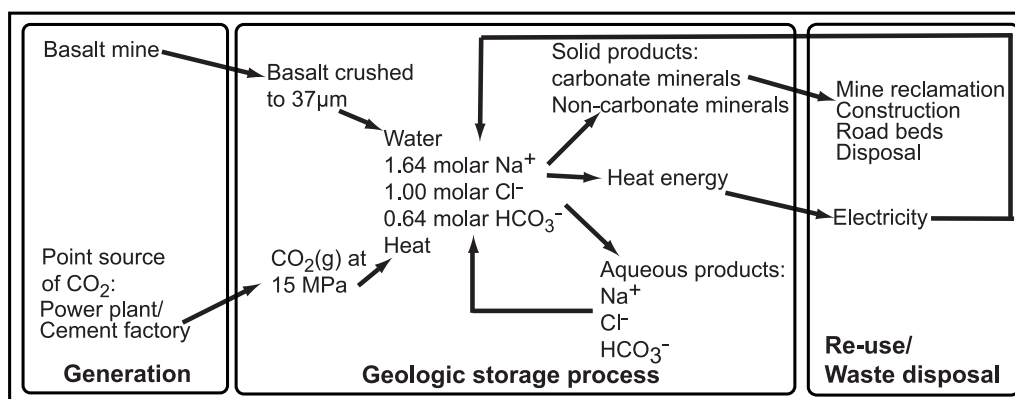 Basalt mine
Point source
of CO₂:
Power plant/
Cement factory
Generation
Basalt crushed
to 37µm
CO₂(g) at
15 MPa
Water
1.64 molar Na⁺
1.00 molar Cl⁻
0.64 molar HCO₃⁻
Heat
Solid products:
carbonate minerals
Non-carbonate minerals
Heat energy
Aqueous products:
Na⁺
Cl⁻
HCO₃⁻
Geologic storage process
Mine reclamation
Construction
Road beds
Disposal
Electricity
Re-use/
Waste disposal